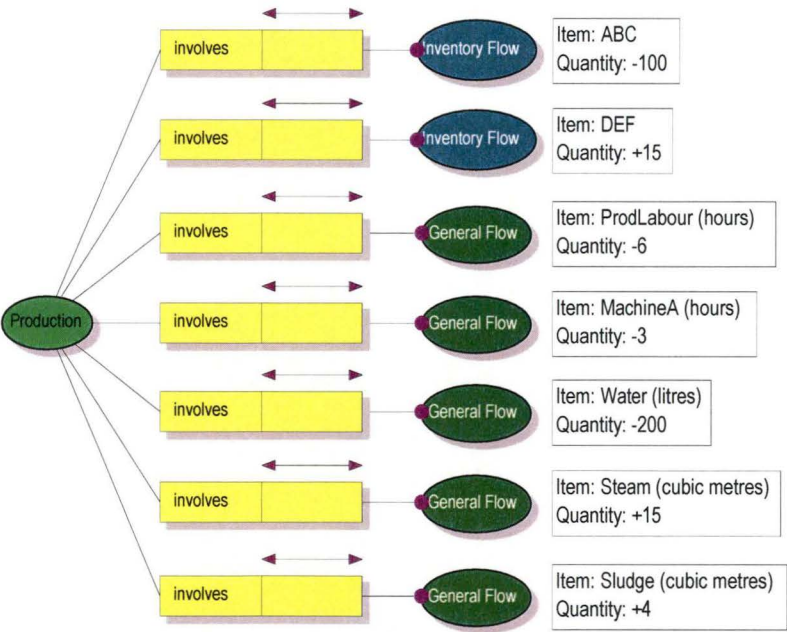 involves
Inventory Flow
Item: ABC
Quantity: -100
involves
Inventory Flow
Item: DEF
Quantity: +15
involves
General Flow
Item: ProdLabour (hours)
Quantity: -6
Production
involves
General Flow
Item: MachineA (hours)
Quantity: -3
involves
General Flow
Item: Water (litres)
Quantity: -200
involves
General Flow
Item: Steam (cubic metres)
Quantity: +15
involves
General Flow
Item: Sludge (cubic metres)
Quantity: +4